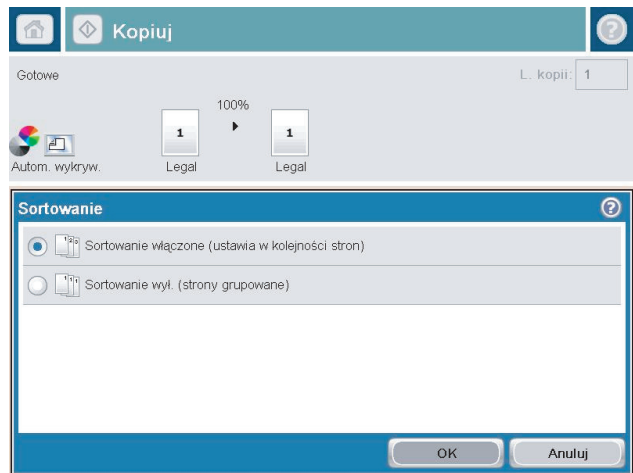 Kopiuj
Gotowe
L. kopii: 1
100%
1
1
Autom. wykryw.
Legal
Legal
Sortowanie
Sortowanie włączone (ustawia w kolejności stron)
Sortowanie wył. (strony grupowane)
OK
Anuluj